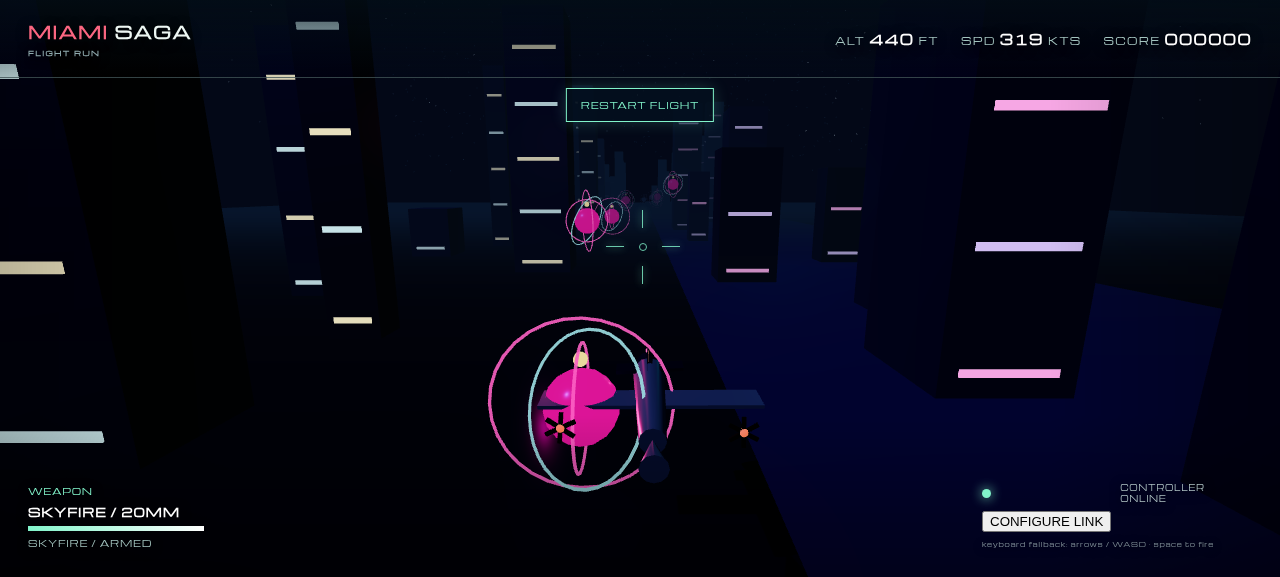 MIAMI SAGA
FLIGHT RUN
ALT 440 FT SPD 319 KTS SCORE 000000
RESTART FLIGHT
WEAPON
SKYFIRE / 20MM
SKYFIRE / ARMED
CONTROLLER
ONLINE
CONFIGURE LINK
keyboard fallback: arrows / WASD · space to fire